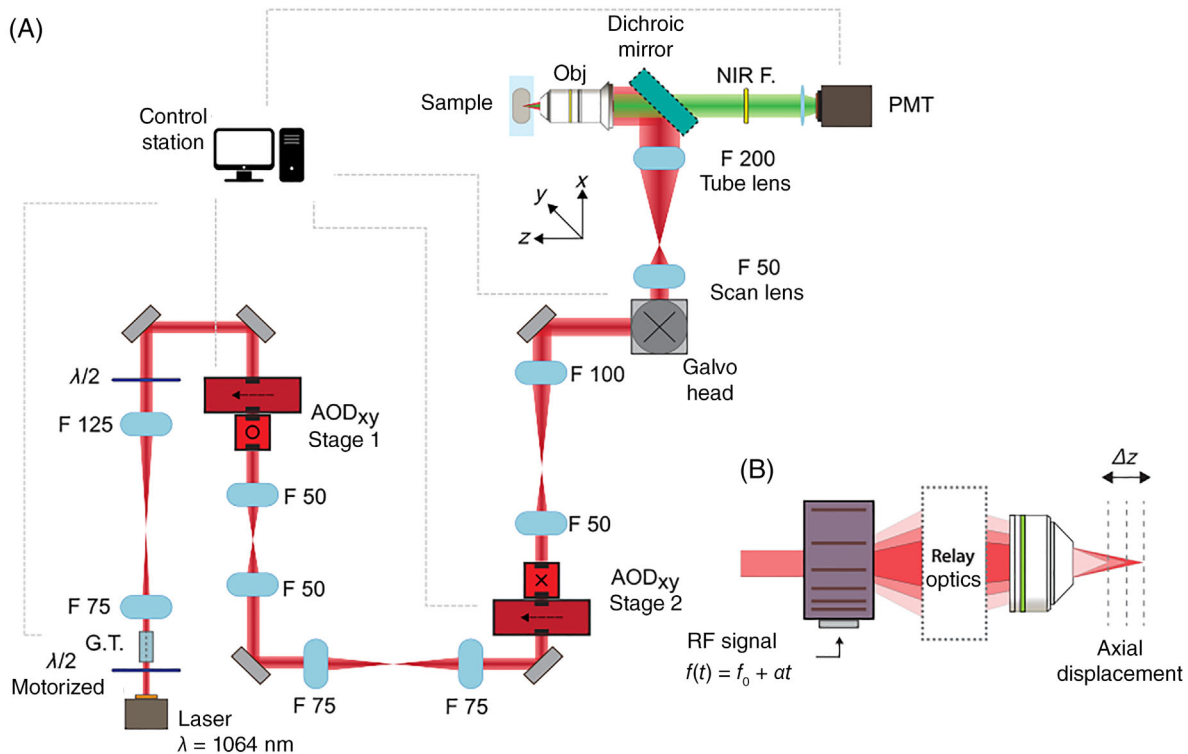 (A)
Control
station
Dichroic
mirror
Obj
NIR F.
Sample
PMT
F 200
Tube lens
x
y
z
F 50
Scan lens
Galvo
head
λ/2
F 125
AODxy
Stage 1
F 50
F 50
F 75
G.T.
λ/2
Motorized
Laser
λ = 1064 nm
F 75
F 75
F 100
F 50
AODxy
Stage 2
(B)
Δz
Relay
optics
RF signal
f(t) = f₀ + αt
Axial
displacement